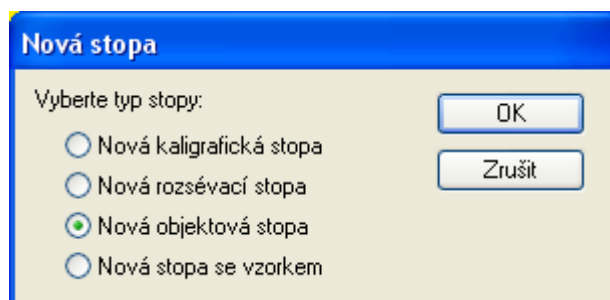 Nová stopa
Vyberte typ stopy:
OK
Nová kaligrafická stopa
Zrušit
Nová rozsévací stopa
Nová objektová stopa
Nová stopa se vzorkem